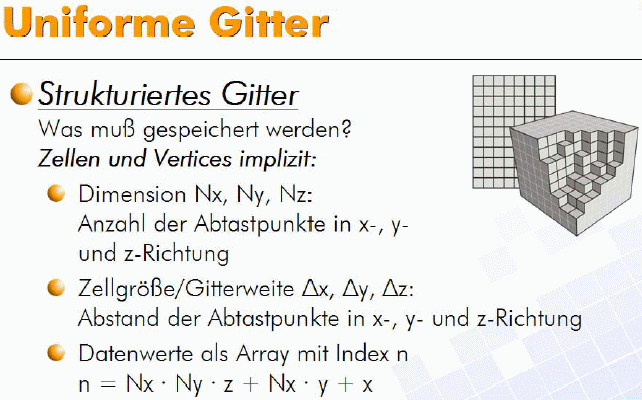 Uniforme Gitter
Strukturiertes Gitter
Was muß gespeichert werden?
Zellen und Vertices implizit:
Dimension Nx, Ny, Nz:
Anzahl der Abtastpunkte in x-, y-
und z-Richtung
Zellgröße/Gitterweite Δx, Δy, Δz:
Abstand der Abtastpunkte in x-, y- und z-Richtung
Datenwerte als Array mit Index n
n = Nx · Ny · z + Nx · y + x